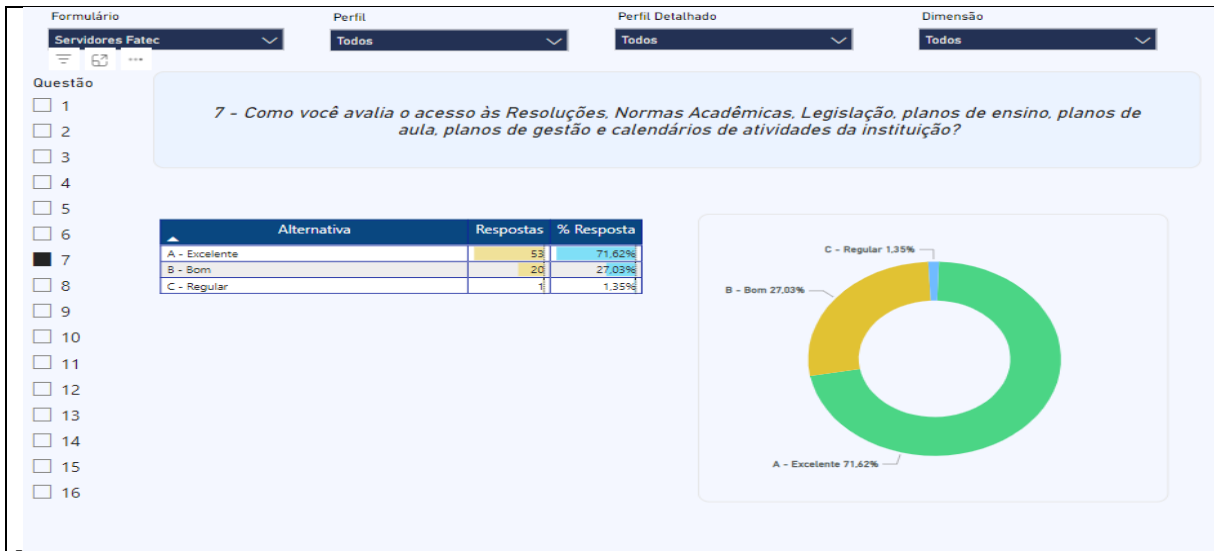 Formulário Perfil Perfil Detalhado Dimensão
Servidores Fatec Todos Todos Todos
Questão
1
2
3
4
5
6
7
8
9
10
11
12
13
14
15
16
7 - Como você avalia o acesso às Resoluções, Normas Acadêmicas, Legislação, planos de ensino, planos de
aula, planos de gestão e calendários de atividades da instituição?
Alternativa Respostas % Resposta
A - Excelente 53 71,62%
B - Bom 20 27,03%
C - Regular 1 1,35%
C - Regular 1,35%
B - Bom 27,03%
A - Excelente 71,62%